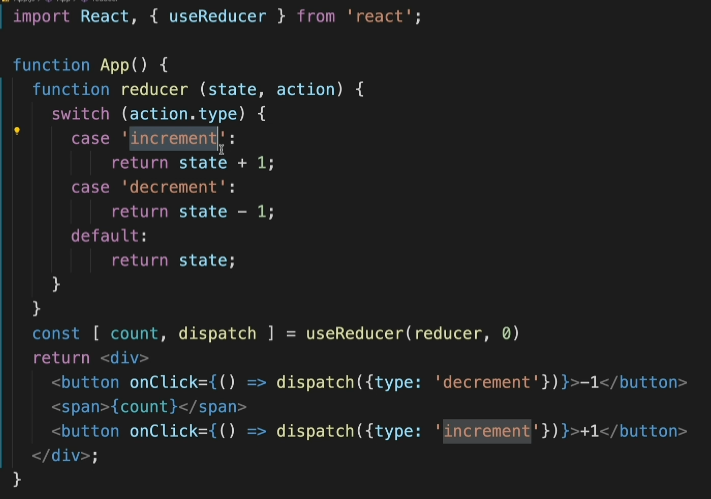 import React, { useReducer } from 'react';
function App() {
function reducer (state, action) {
switch (action.type) {
case 'increment':
return state + 1;
case 'decrement':
return state - 1;
default:
return state;
}
}
const [ count, dispatch ] = useReducer(reducer, 0)
return <div>
<button onClick={() => dispatch({type: 'decrement'})}>-1</button>
<span>{count}</span>
<button onClick={() => dispatch({type: 'increment'})}>+1</button>
</div>;
}